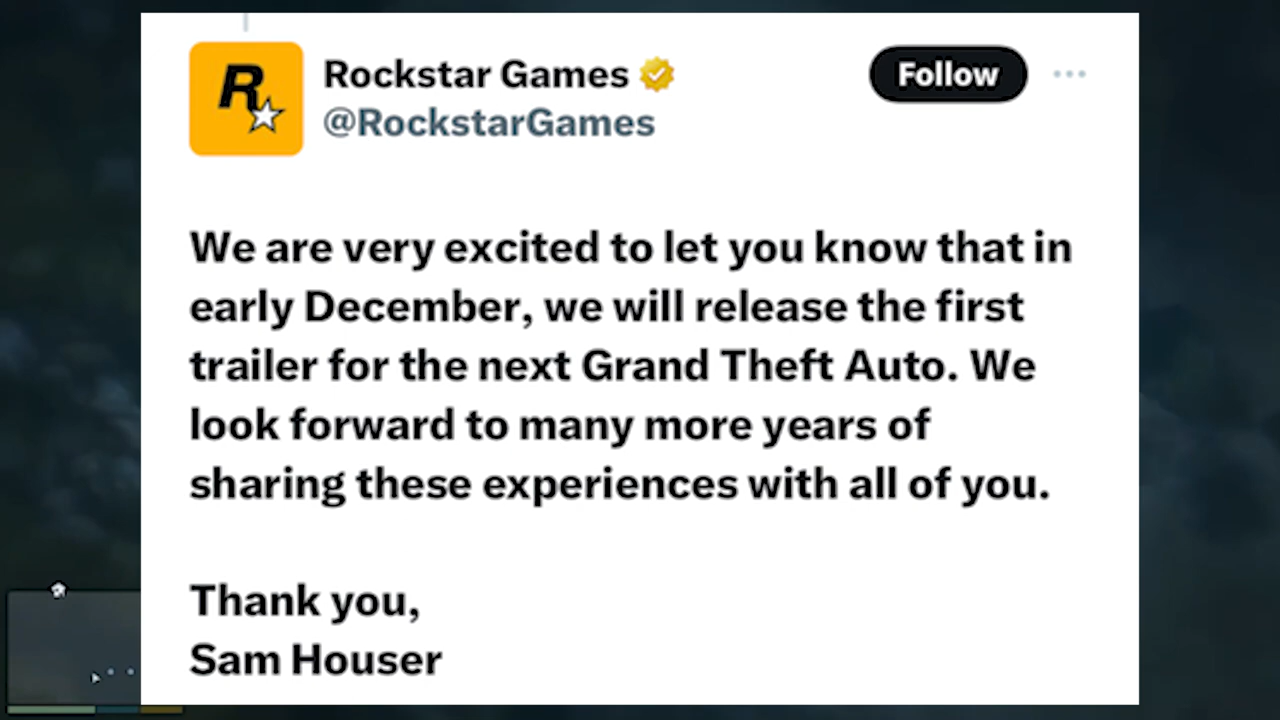 R
Rockstar Games
Follow
@RockstarGames
We are very excited to let you know that in
early December, we will release the first
trailer for the next Grand Theft Auto. We
look forward to many more years of
sharing these experiences with all of you.
Thank you,
Sam Houser